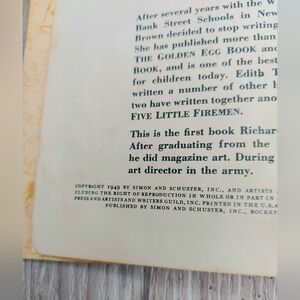 After several years with the W
Bank Street Schools in New
Brown decided to stop writing
She has published more than
THE GOLDEN EGG BOOK and
BOOK, and is one of the best
for children today. Edith T
written a number of other b
two have written together anot
FIVE LITTLE FIREMEN.
This is the first book Richar
After graduating from the
he did magazine art. During
art director in the army.
COPYRIGHT 1949 BY SIMON AND SCHUSTER, INC., AND ARTISTS
CLUDING THE RIGHT OF REPRODUCTION IN WHOLE OR IN PART IN
PRESS AND ARTISTS AND WRITERS GUILD, INC. PRINTED IN THE U.S.A.
PUBLISHED BY SIMON AND SCHUSTER, INC., ROCKEF